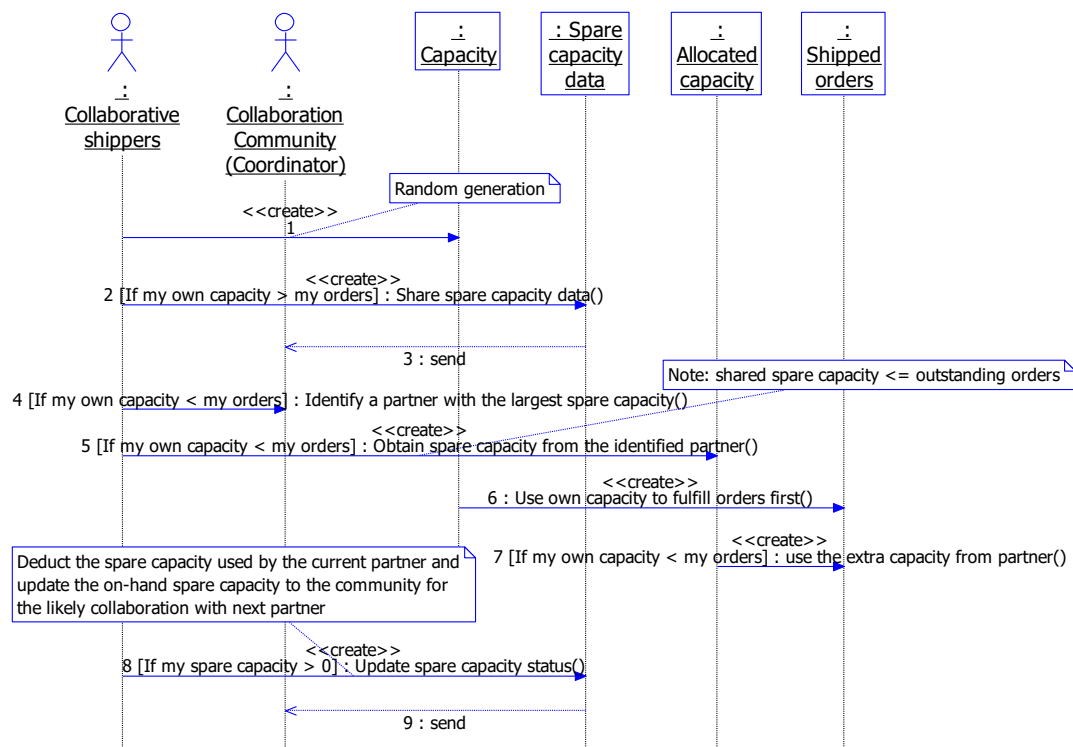 :
Collaborative
shippers
:
Collaboration
Community
(Coordinator)
:
Capacity
: Spare
capacity
data
:
Allocated
capacity
:
Shipped
orders
Random generation
<<create>>
1
<<create>>
2 [If my own capacity > my orders] : Share spare capacity data()
3 : send
Note: shared spare capacity <= outstanding orders
4 [If my own capacity < my orders] : Identify a partner with the largest spare capacity()
<<create>>
5 [If my own capacity < my orders] : Obtain spare capacity from the identified partner()
<<create>>
6 : Use own capacity to fulfill orders first()
<<create>>
7 [If my own capacity < my orders] : use the extra capacity from partner()
Deduct the spare capacity used by the current partner and
update the on-hand spare capacity to the community for
the likely collaboration with next partner
<<create>>
8 [If my spare capacity > 0] : Update spare capacity status()
9 : send